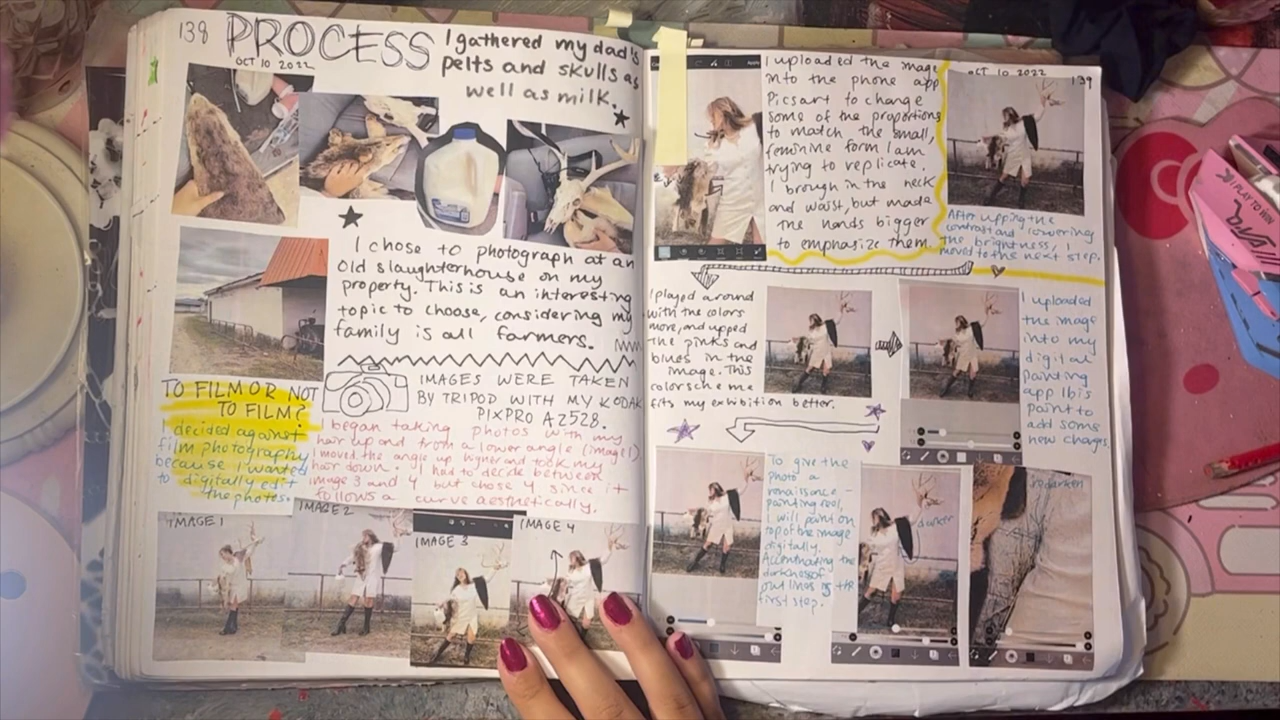 138
PROCESS
OCT 10 2022
I gathered my dad's
pelts and skulls as
well as milk.
I chose to photograph at an
old slaughterhouse on my
property. This is an interesting
topic to choose, considering my
family is all farmers.
TO FILM OR NOT
TO FILM?
decided against
film photography
because I wanted
to digitally edit
the photos.
IMAGES WERE TAKEN
BY TRIPOD WITH MY KODAK
PIXPRO AZ528.
I began taking photos with my
hair up and from a lower angle (image 1)
I moved the angle up higher and took my
hair down. I had to decide between
image 3 and 4 but chose 4 since it
follows a curve aesthetically.
IMAGE 1
IMAGE 2
IMAGE 3
IMAGE 4
I uploaded the image
into the phone app
Picsart to change
some of the proportions
to match the small,
feminine form I am
trying to replicate.
I brough in the neck
and waist, but made
the hands bigger
to emphasize them.
OCT 10 2022
139
After upping the
contrast and lowering
the brightness, I
moved to the next step.
I played around
with the colors
more, and upped
the pinks and
blues in the
image. This
color scheme
fits my exhibition better.
I uploaded
the image
into my
digital
painting
app Ibis
paint to
add some
new changes.
To give the
photo a
renaissance-
painting feel,
I will paint on
top of the image
digitally.
Accentuating the
darkness of
outlines is the
first step.
darker
darken
I PLAY TO WIN